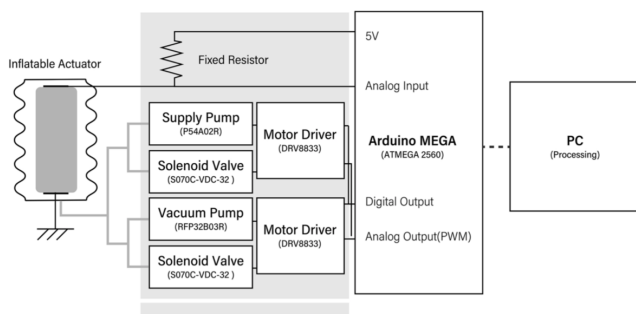 5V
Fixed Resistor
Inflatable Actuator
Analog Input
Supply Pump
(P54A02R)
Motor Driver
(DRV8833)
Solenoid Valve
(S070C-VDC-32 )
Arduino MEGA
(ATMEGA 2560)
PC
(Processing)
Vacuum Pump
(RFP32B03R)
Motor Driver
(DRV8833)
Solenoid Valve
(S070C-VDC-32 )
Digital Output
Analog Output(PWM)